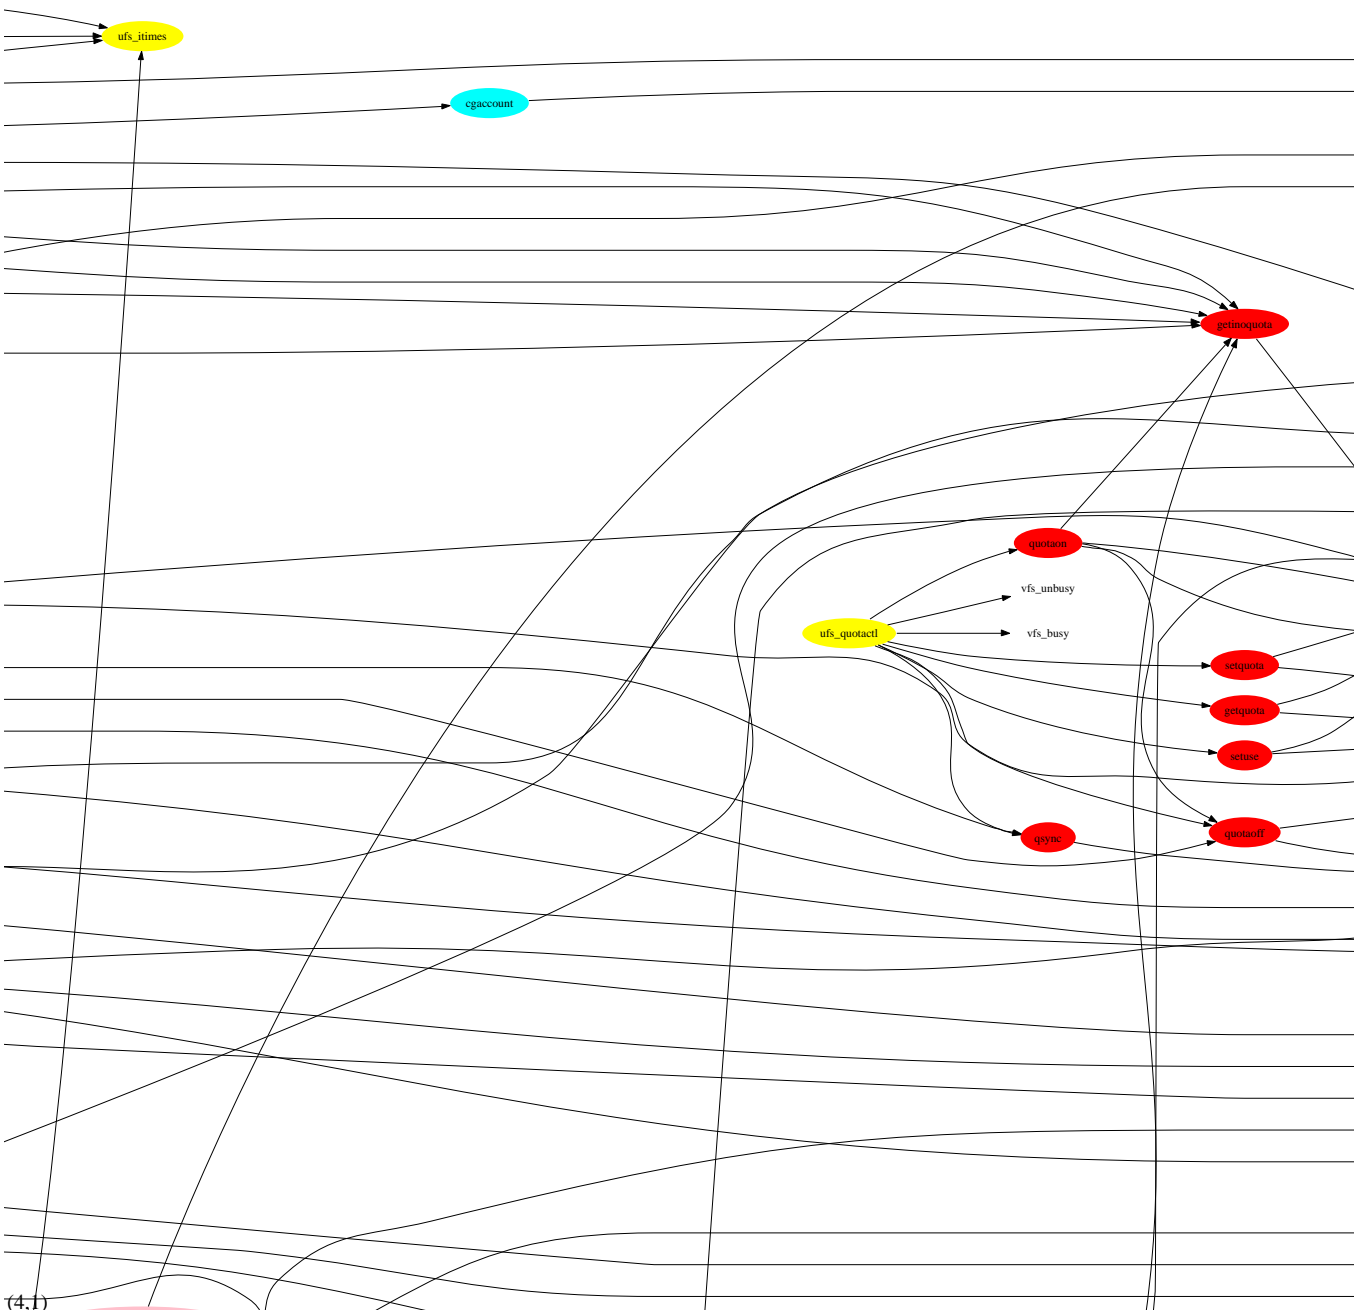 ufs_itimes
cgaccount
getinoquota
quotaon
vfs_unbusy
ufs_quotactl
vfs_busy
setquota
getquota
setuse
quotaoff
qsync
(4,1)